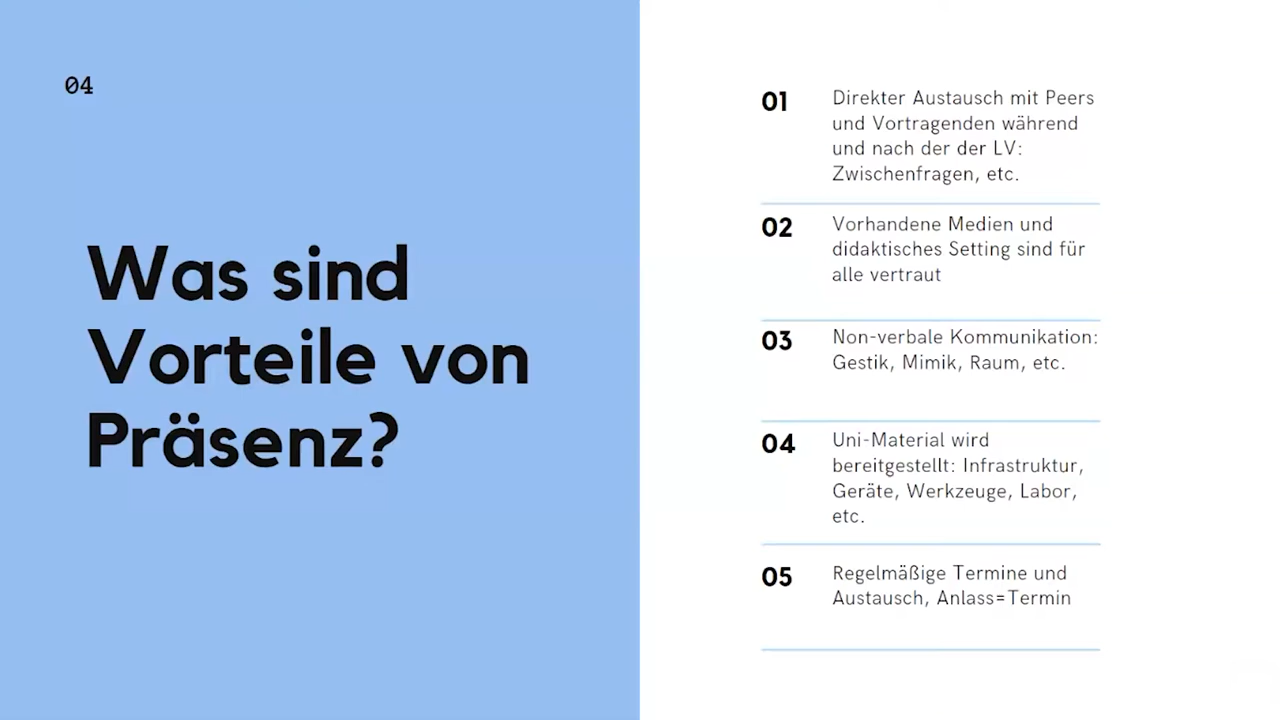 04
Was sind
Vorteile von
Präsenz?
01
Direkter Austausch mit Peers
und Vortragenden während
und nach der der LV:
Zwischenfragen, etc.
02
Vorhandene Medien und
didaktisches Setting sind für
alle vertraut
03
Non-verbale Kommunikation:
Gestik, Mimik, Raum, etc.
04
Uni-Material wird
bereitgestellt: Infrastruktur,
Geräte, Werkzeuge, Labor,
etc.
05
Regelmäßige Termine und
Austausch, Anlass=Termin